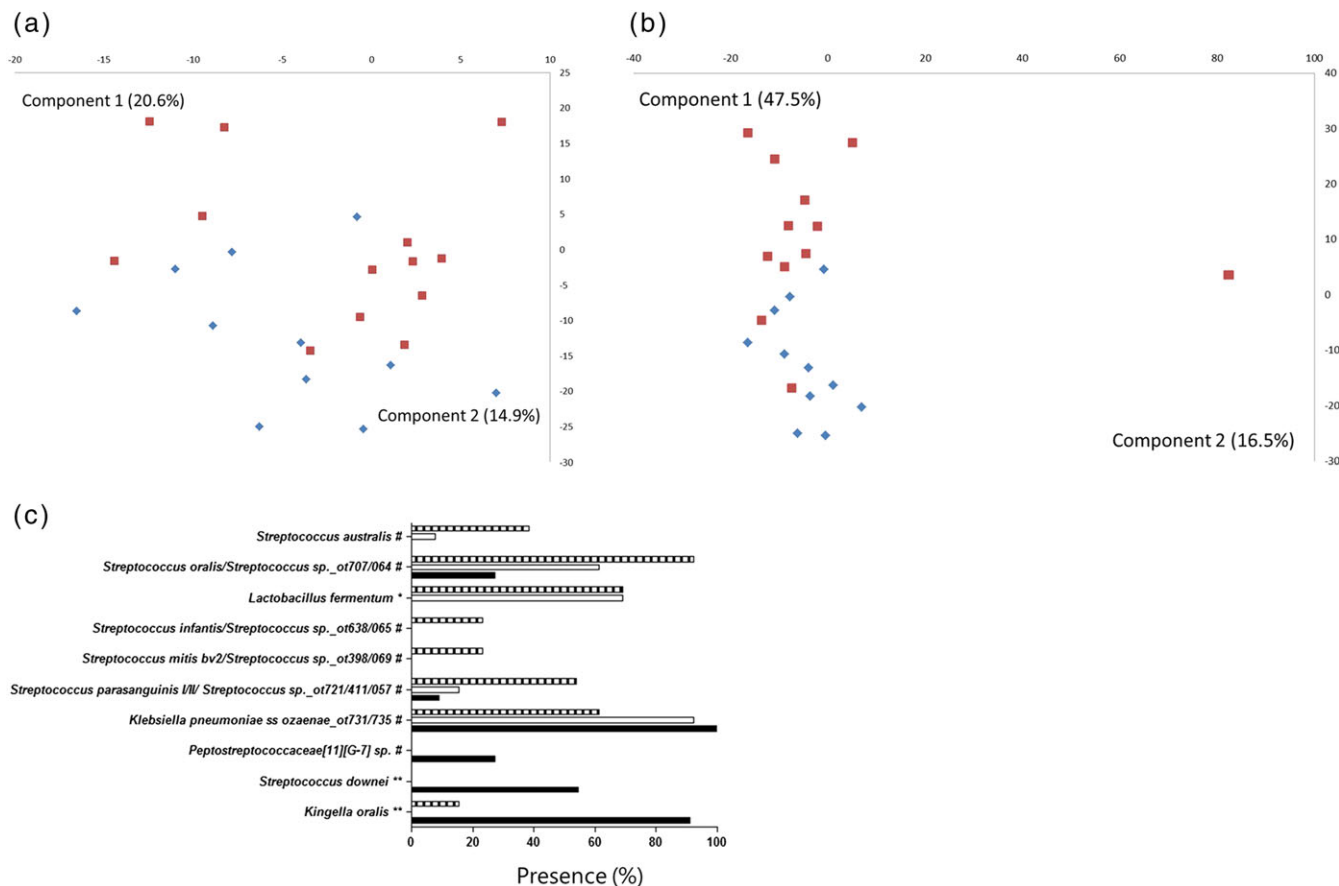 (a)
-20 -15 -10 -5 0 5 10
25
20
15
10
5
0
-5
-10
-15
-20
-25
-30
Component 1 (20.6%)
Component 2 (14.9%)
(b)
-40 -20 0 20 40 60 80 100
40
30
20
10
0
-10
-20
-30
Component 1 (47.5%)
Component 2 (16.5%)
(c)
Streptococcus australis #
Streptococcus oralis/Streptococcus sp._ot707/064 #
Lactobacillus fermentum *
Streptococcus infantis/Streptococcus sp._ot638/065 #
Streptococcus mitis bv2/Streptococcus sp._ot398/069 #
Streptococcus parasanguinis I/II/ Streptococcus sp._ot721/411/057 #
Klebsiella pneumoniae ss ozaenae_ot731/735 #
Peptostreptococcaceae[11][G-7] sp. #
Streptococcus downei **
Kingella oralis **
0 20 40 60 80 100
Presence (%)